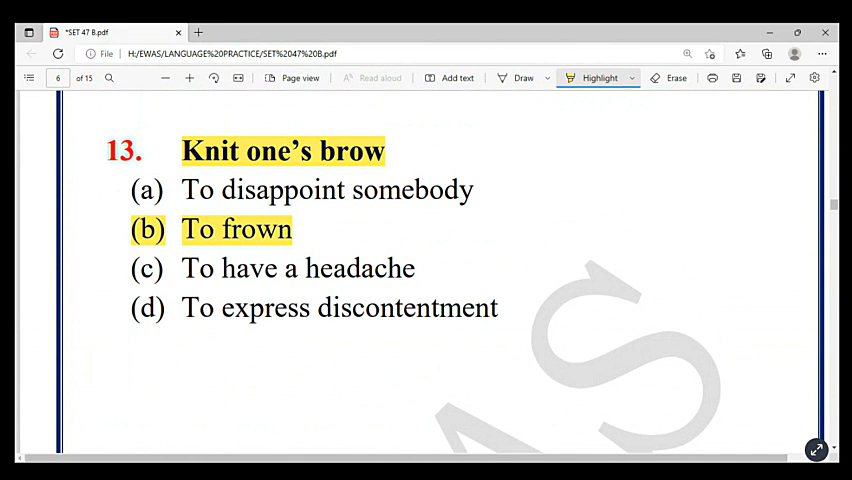 *SET 47 B.pdf
File H:/EWAS/LANGUAGE%20PRACTICE/SET%2047%20B.pdf
6 of 15 Page view Read aloud Add text Draw Highlight Erase
13. Knit one’s brow
(a) To disappoint somebody
(b) To frown
(c) To have a headache
(d) To express discontentment
AS